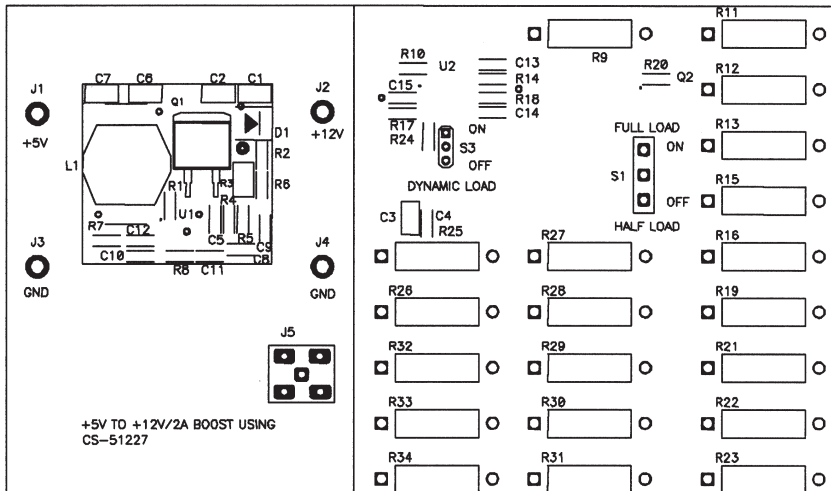 C7
C6
C2
C1
J1
+5V
Q1
J2
+12V
D1
R2
L1
R1
R3
R6
R4
U1
R7
C12
C5
R5
C9
C10
R8
C11
C8
J3
GND
J4
GND
J5
+5V TO +12V/2A BOOST USING
CS-51227
R10
U2
C13
R14
C15
R18
C14
R17
R24
ON
S3
OFF
DYNAMIC LOAD
C3
C4
R25
R9
R20
Q2
FULL LOAD
ON
S1
OFF
HALF LOAD
R11
R12
R13
R15
R27
R16
R26
R28
R19
R32
R29
R21
R33
R30
R22
R34
R31
R23